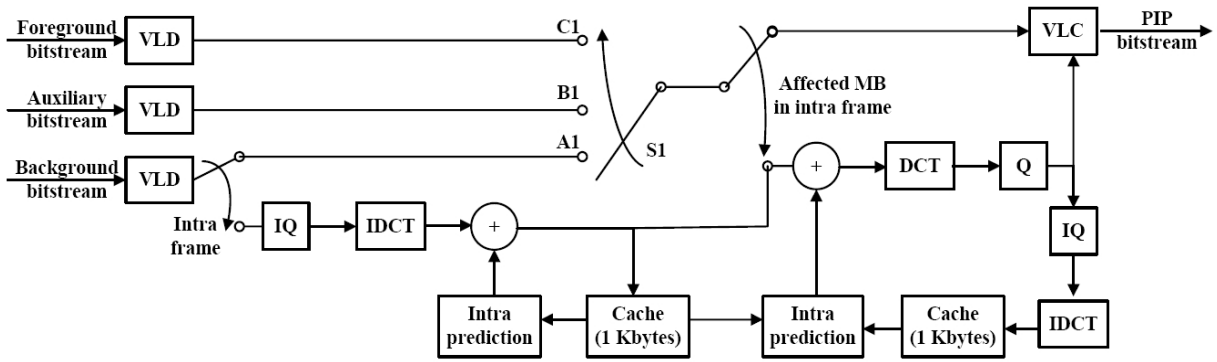 Foreground
bitstream
VLD
C1
VLC
PIP
bitstream
Auxiliary
bitstream
VLD
B1
Affected MB
in intra frame
Background
bitstream
VLD
A1
S1
+
DCT
Q
Intra
frame
IQ
IDCT
+
IQ
Intra
prediction
Cache
(1 Kbytes)
Intra
prediction
Cache
(1 Kbytes)
IDCT